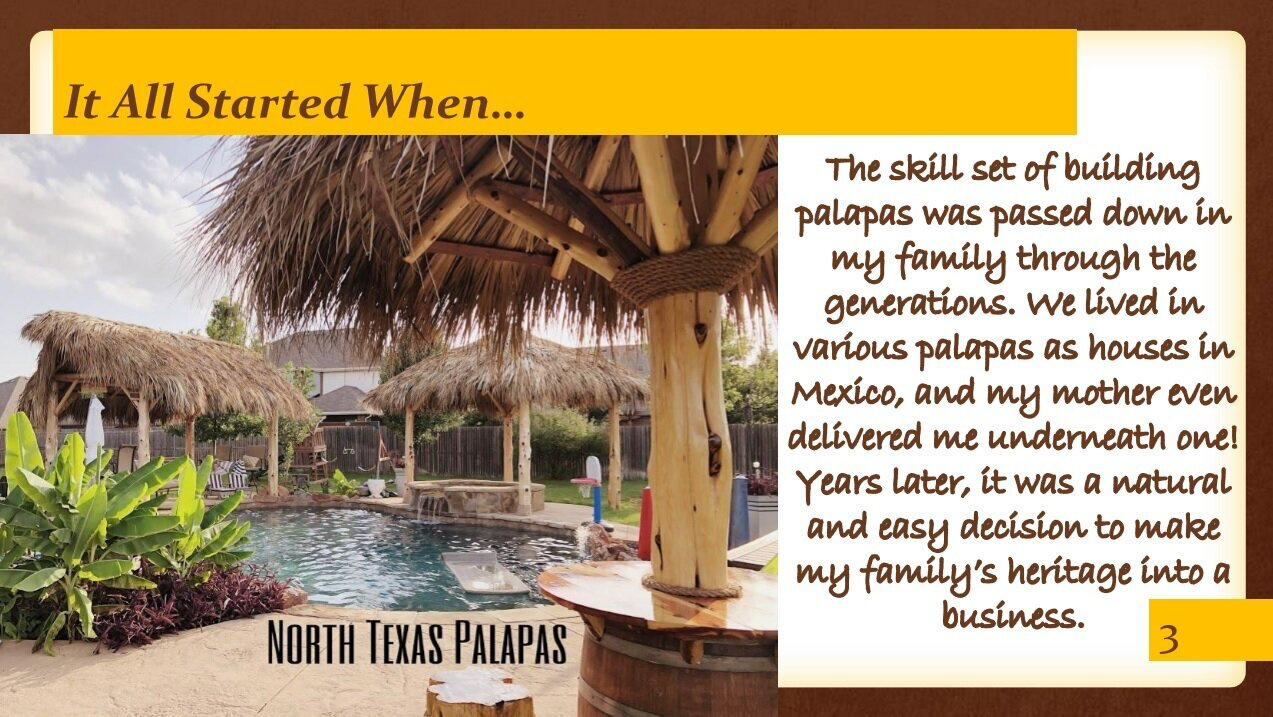 It All Started When...
The skill set of building
palapas was passed down in
my family through the
generations. We lived in
various palapas as houses in
Mexico, and my mother even
delivered me underneath one!
Years later, it was a natural
and easy decision to make
my family's heritage into a
business.
North Texas Palapas
3